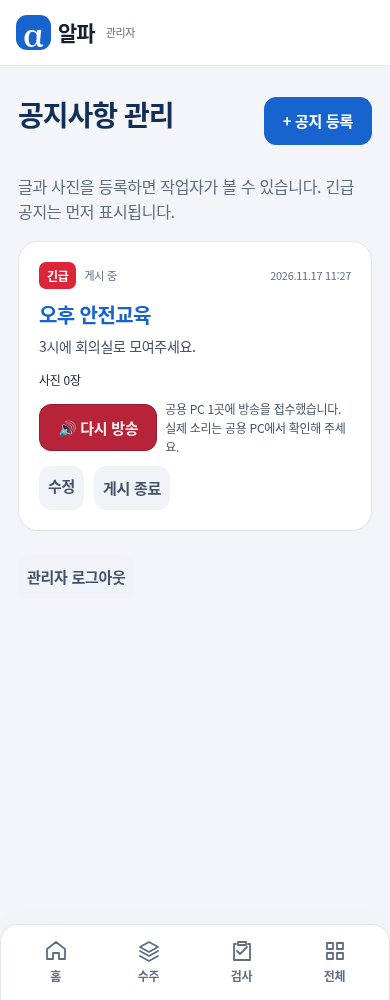 α 알파 관리자
공지사항 관리
+ 공지 등록
글과 사진을 등록하면 작업자가 볼 수 있습니다. 긴급
공지는 먼저 표시됩니다.
긴급 게시 중 2026.11.17 11:27
오후 안전교육
3시에 회의실로 모여주세요.
사진 0장
🔊 다시 방송
공용 PC 1곳에 방송을 접수했습니다.
실제 소리는 공용 PC에서 확인해 주세
요.
수정 게시 종료
관리자 로그아웃
홈 수주 검사 전체